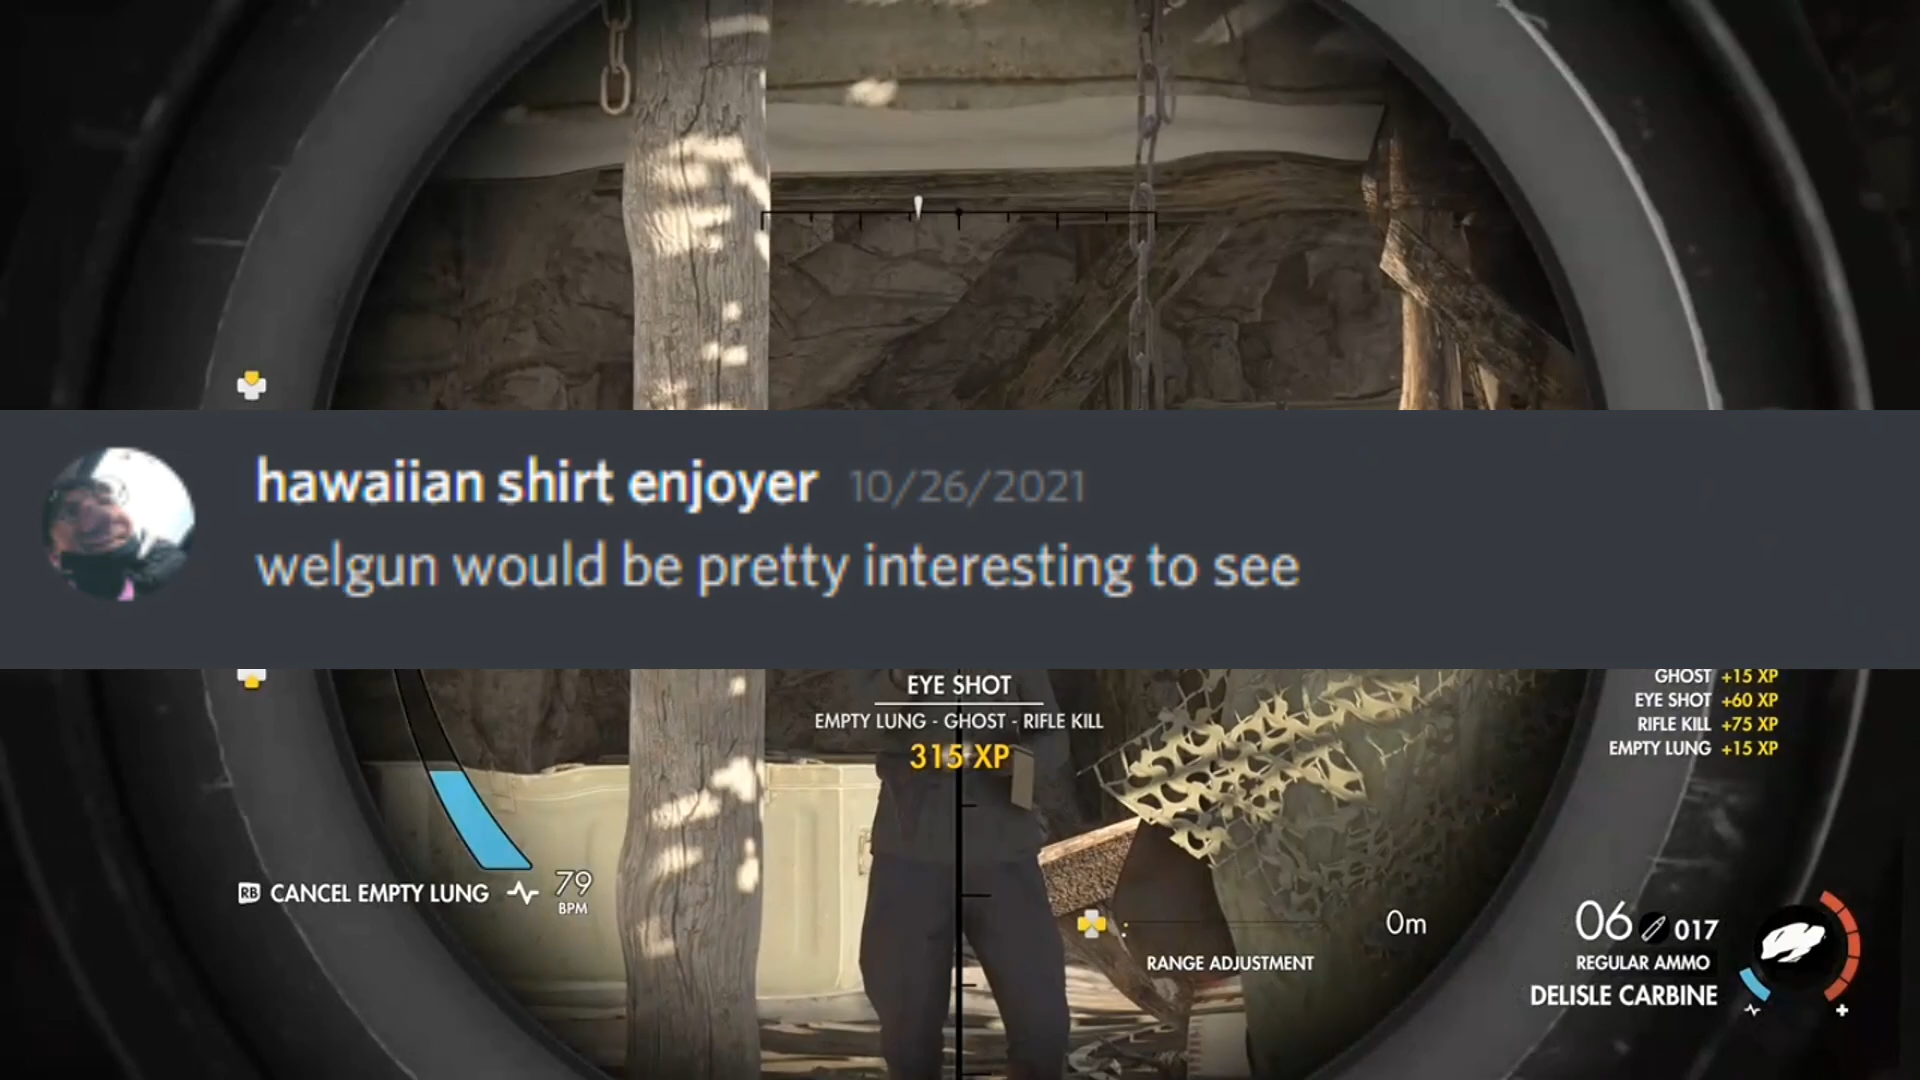 hawaiian shirt enjoyer 10/26/2021
welgun would be pretty interesting to see
EYE SHOT
EMPTY LUNG - GHOST - RIFLE KILL
315 XP
GHOST +15 XP
EYE SHOT +60 XP
RIFLE KILL +75 XP
EMPTY LUNG +15 XP
RB CANCEL EMPTY LUNG 79
BPM
0m
RANGE ADJUSTMENT
06 017
REGULAR AMMO
DELISLE CARBINE